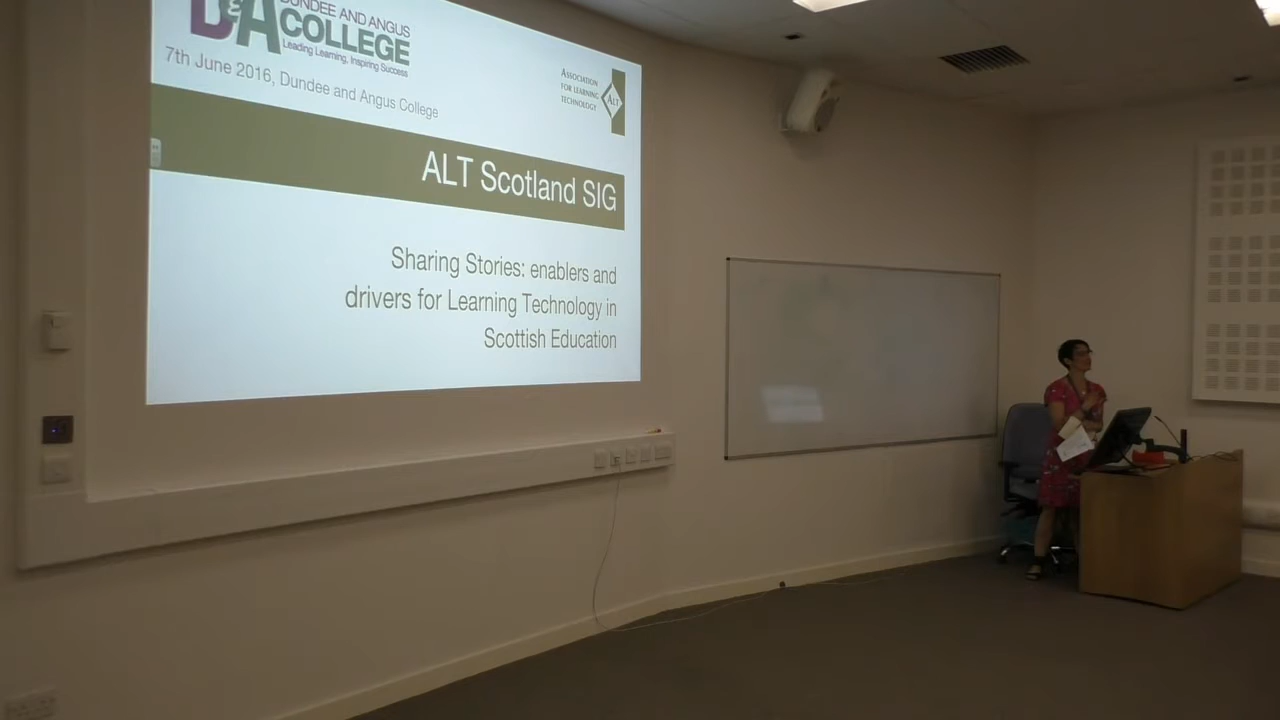 D&A
DUNDEE AND ANGUS
COLLEGE
Leading Learning, Inspiring Success
7th June 2016, Dundee and Angus College
ASSOCIATION
FOR LEARNING
TECHNOLOGY
ALT
ALT Scotland SIG
Sharing Stories: enablers and
drivers for Learning Technology in
Scottish Education